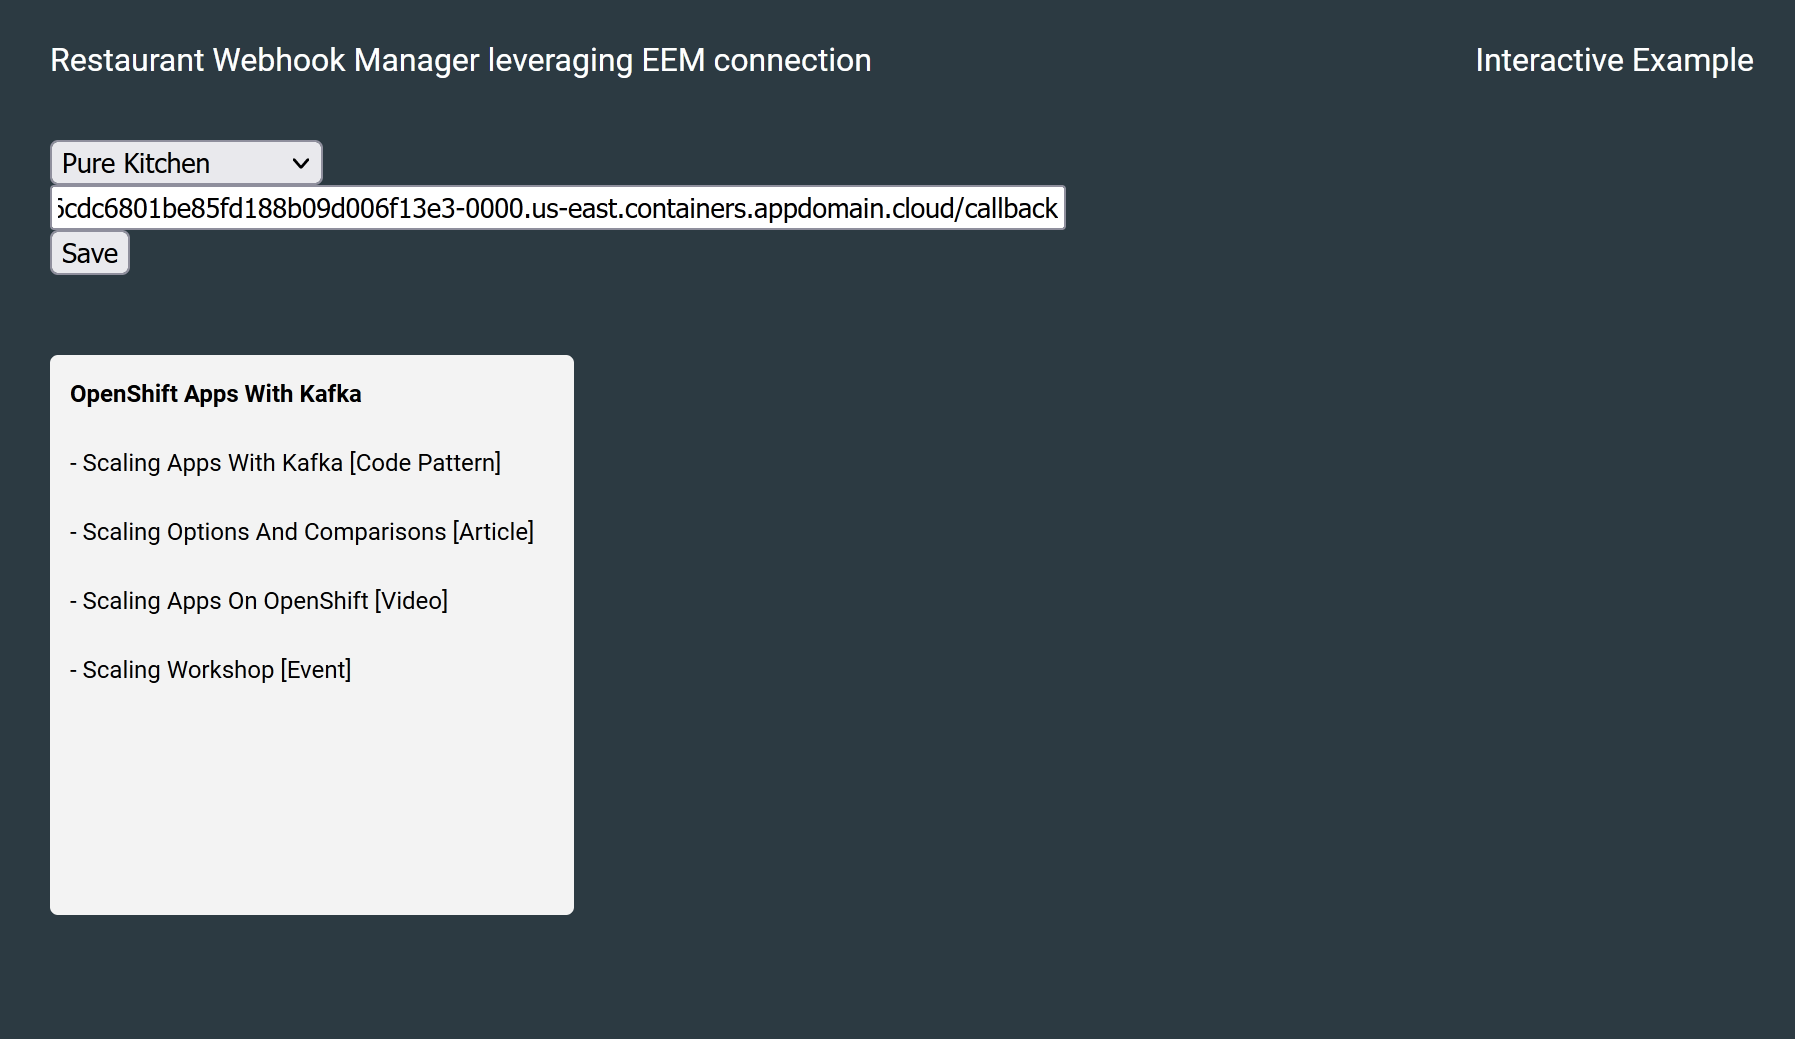 Restaurant Webhook Manager leveraging EEM connection
Interactive Example
Pure Kitchen
cdc6801be85fd188b09d006f13e3-0000.us-east.containers.appdomain.cloud/callback
Save
OpenShift Apps With Kafka
- Scaling Apps With Kafka [Code Pattern]
- Scaling Options And Comparisons [Article]
- Scaling Apps On OpenShift [Video]
- Scaling Workshop [Event]